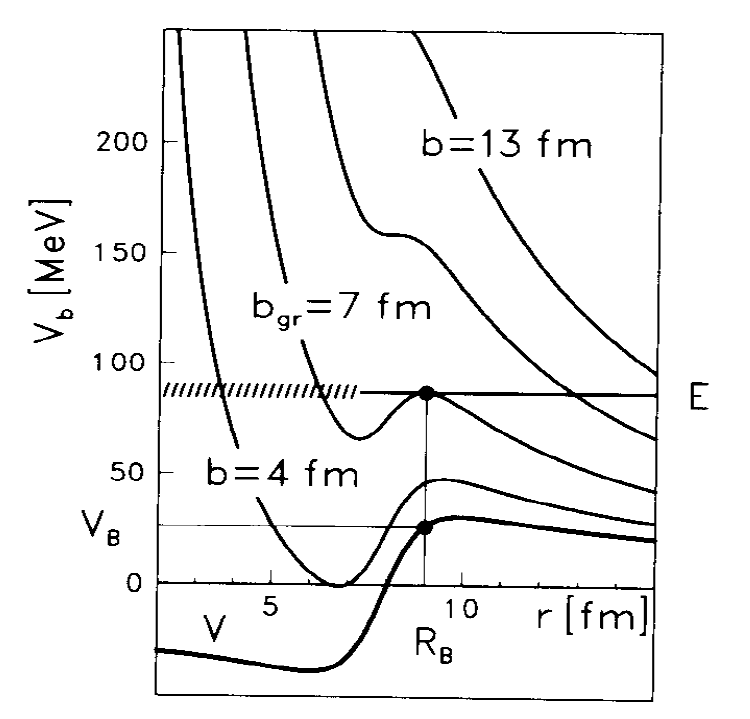 200
b=13 fm
V_b [MeV]
150
b_gr=7 fm
100
E
50
b=4 fm
V_B
0
5
10
r [fm]
V
R_B